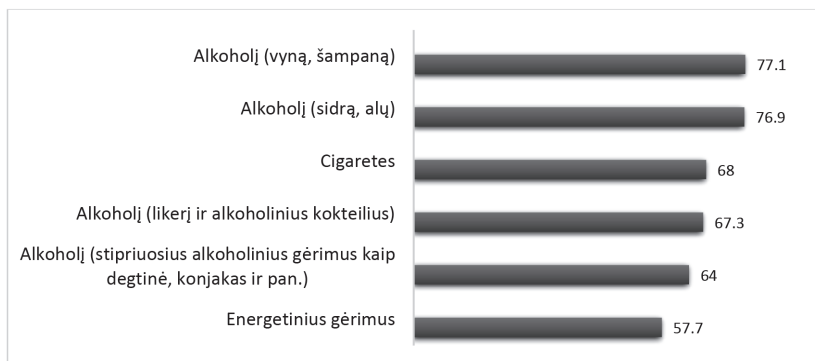 Alkoholį (vyną, šampaną)
77.1
Alkoholį (sidrą, alų)
76.9
Cigaretes
68
Alkoholį (likerį ir alkoholinius kokteilius)
67.3
Alkoholį (stipriuosius alkoholinius gėrimus kaip
degtinė, konjakas ir pan.)
64
Energetinius gėrimus
57.7